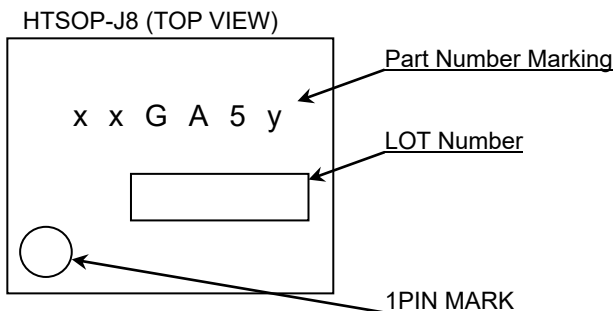 HTSOP-J8 (TOP VIEW)
Part Number Marking
x x G A 5 y
LOT Number
1PIN MARK